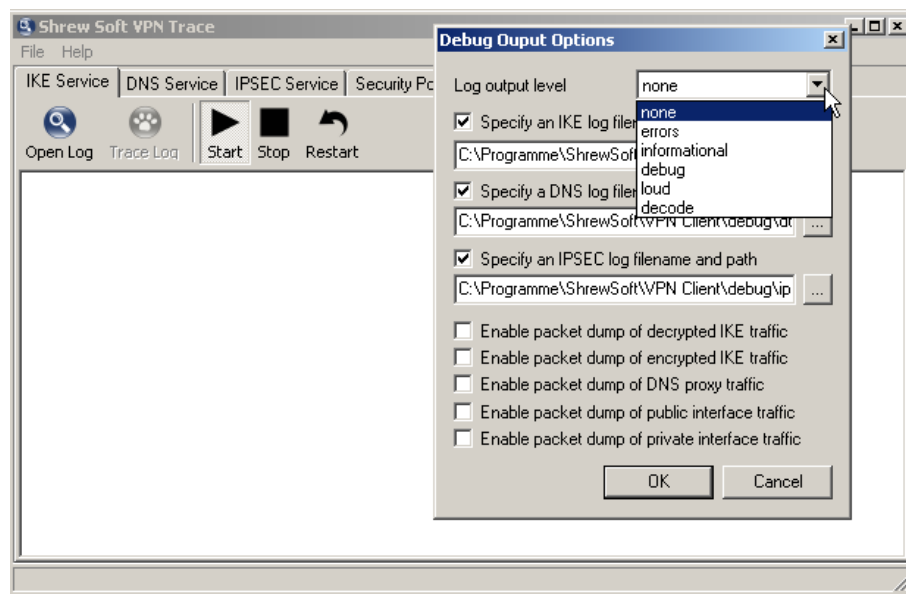 Shrew Soft VPN Trace
File Help
IKE Service DNS Service IPSEC Service Security Po
Open Log Trace Log Start Stop Restart
Debug Ouput Options
Log output level none
none
errors
informational
debug
loud
decode
Specify an IKE log
C:\Programme\ShrewSoft
Specify a DNS log
C:\Programme\ShrewSoft\VPN Client\debug\
...
Specify an IPSEC log filename and path
C:\Programme\ShrewSoft\VPN Client\debug\ip
...
Enable packet dump of decrypted IKE traffic
Enable packet dump of encrypted IKE traffic
Enable packet dump of DNS proxy traffic
Enable packet dump of public interface traffic
Enable packet dump of private interface traffic
OK Cancel